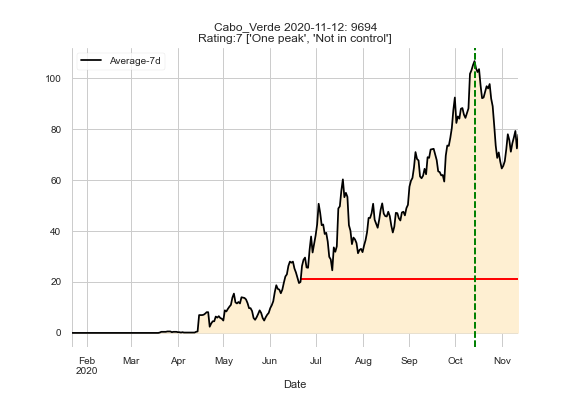 Cabo_Verde 2020-11-12: 9694
Rating:7 ['One peak', 'Not in control']
Average-7d
100
80
60
40
20
0
Feb Mar Apr May Jun Jul Aug Sep Oct Nov
2020
Date